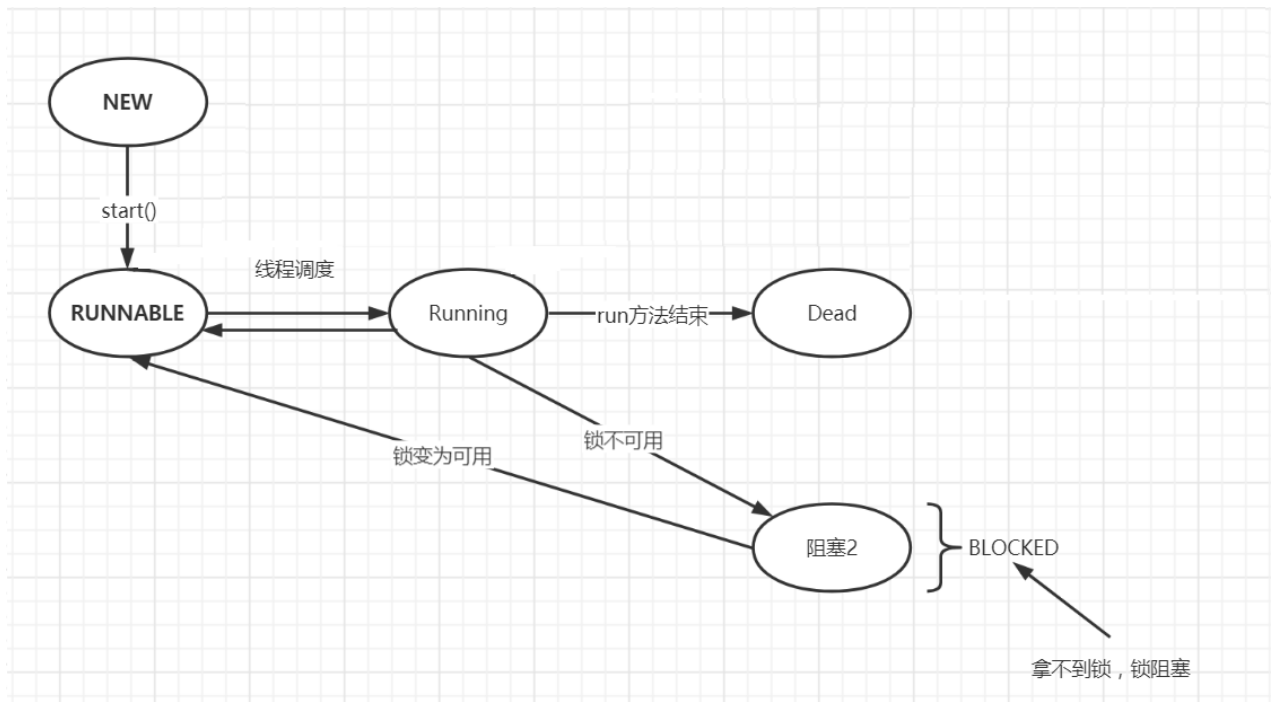 NEW
start()
线程调度
RUNNABLE
Running
run方法结束
Dead
锁不可用
锁变为可用
阻塞2
BLOCKED
拿不到锁，锁阻塞